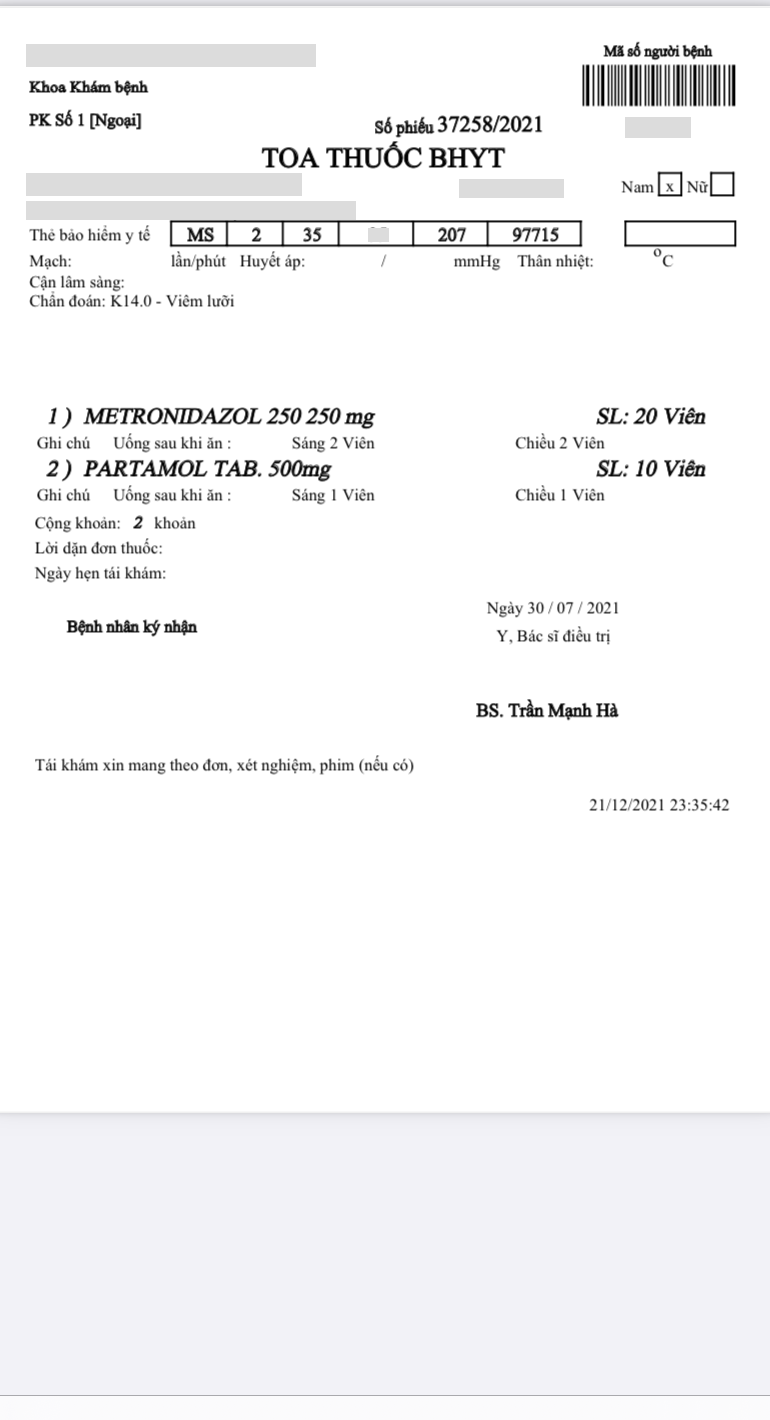 Mã số người bệnh
Khoa Khám bệnh
PK Số 1 [Ngoại]
Số phiếu 37258/2021
TOA THUỐC BHYT
Nam x Nữ
Thẻ bảo hiểm y tế MS 2 35 207 97715
Mạch: lần/phút Huyết áp: / mmHg Thân nhiệt: °C
Cận lâm sàng:
Chẩn đoán: K14.0 - Viêm lưỡi
1 ) METRONIDAZOL 250 250 mg SL: 20 Viên
Ghi chú Uống sau khi ăn : Sáng 2 Viên Chiều 2 Viên
2 ) PARTAMOL TAB. 500mg SL: 10 Viên
Ghi chú Uống sau khi ăn : Sáng 1 Viên Chiều 1 Viên
Cộng khoản: 2 khoản
Lời dặn đơn thuốc:
Ngày hẹn tái khám:
Ngày 30 / 07 / 2021
Bệnh nhân ký nhận
Y, Bác sĩ điều trị
BS. Trần Mạnh Hà
Tái khám xin mang theo đơn, xét nghiệm, phim (nếu có)
21/12/2021 23:35:42